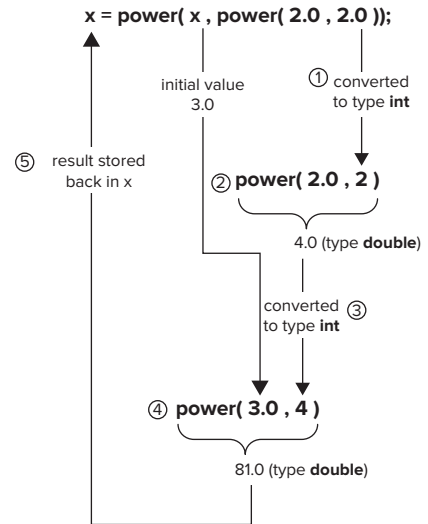 x = power( x , power( 2.0 , 2.0 ));
initial value
3.0
① converted
to type int
⑤ result stored
back in x
② power( 2.0 , 2 )
4.0 (type double)
converted ③
to type int
④ power( 3.0 , 4 )
81.0 (type double)